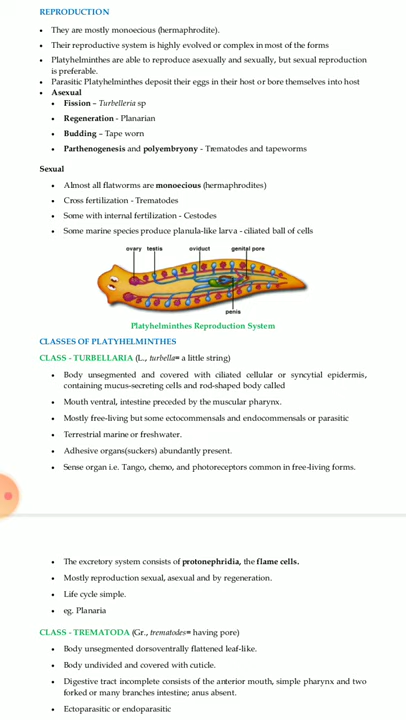 REPRODUCTION
• They are mostly monoecious (hermaphrodite).
• Their reproductive system is highly evolved or complex in most of the forms
• Platyhelminthes are able to reproduce asexually and sexually, but sexual reproduction
is preferable.
• Parasitic Platyhelminthes deposit their eggs in their host or bore themselves into host
• Asexual
• Fission – Turbelleria sp
• Regeneration - Planarian
• Budding – Tape worn
• Parthenogenesis and polyembryony - Trematodes and tapeworms
Sexual
• Almost all flatworms are monoecious (hermaphrodites)
• Cross fertilization - Trematodes
• Some with internal fertilization - Cestodes
• Some marine species produce planula-like larva - ciliated ball of cells
ovary testis oviduct genital pore
penis
Platyhelminthes Reproduction System
CLASSES OF PLATYHELMINTHES
CLASS - TURBELLARIA (L., turbella= a little string)
• Body unsegmented and covered with ciliated cellular or syncytial epidermis,
containing mucus-secreting cells and rod-shaped body called
• Mouth ventral, intestine preceded by the muscular pharynx.
• Mostly free-living but some ectocommensals and endocommensals or parasitic
• Terrestrial marine or freshwater.
• Adhesive organs(suckers) abundantly present.
• Sense organ i.e. Tango, chemo, and photoreceptors common in free-living forms.
• The excretory system consists of protonephridia, the flame cells.
• Mostly reproduction sexual, asexual and by regeneration.
• Life cycle simple.
• eg. Planaria
CLASS - TREMATODA (Gr., trematodes= having pore)
• Body unsegmented dorsoventrally flattened leaf-like.
• Body undivided and covered with cuticle.
• Digestive tract incomplete consists of the anterior mouth, simple pharynx and two
forked or many branches intestine; anus absent.
• Ectoparasitic or endoparasitic